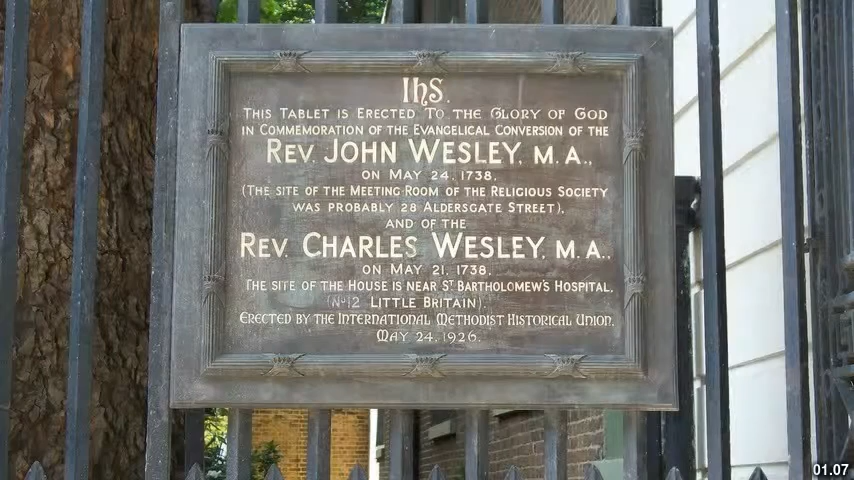 IhS.
THIS TABLET IS ERECTED TO THE GLORY OF GOD
IN COMMEMORATION OF THE EVANGELICAL CONVERSION OF THE
REV. JOHN WESLEY, M.A.,
ON MAY 24. 1738.
(THE SITE OF THE MEETING-ROOM OF THE RELIGIOUS SOCIETY
WAS PROBABLY 28 ALDERSGATE STREET).
AND OF THE
REV. CHARLES WESLEY, M.A.,
ON MAY 21. 1738.
THE SITE OF THE HOUSE IS NEAR ST BARTHOLOMEW'S HOSPITAL,
(No 12 LITTLE BRITAIN).
ERECTED BY THE INTERNATIONAL METHODIST HISTORICAL UNION.
MAY 24. 1926.
01.07